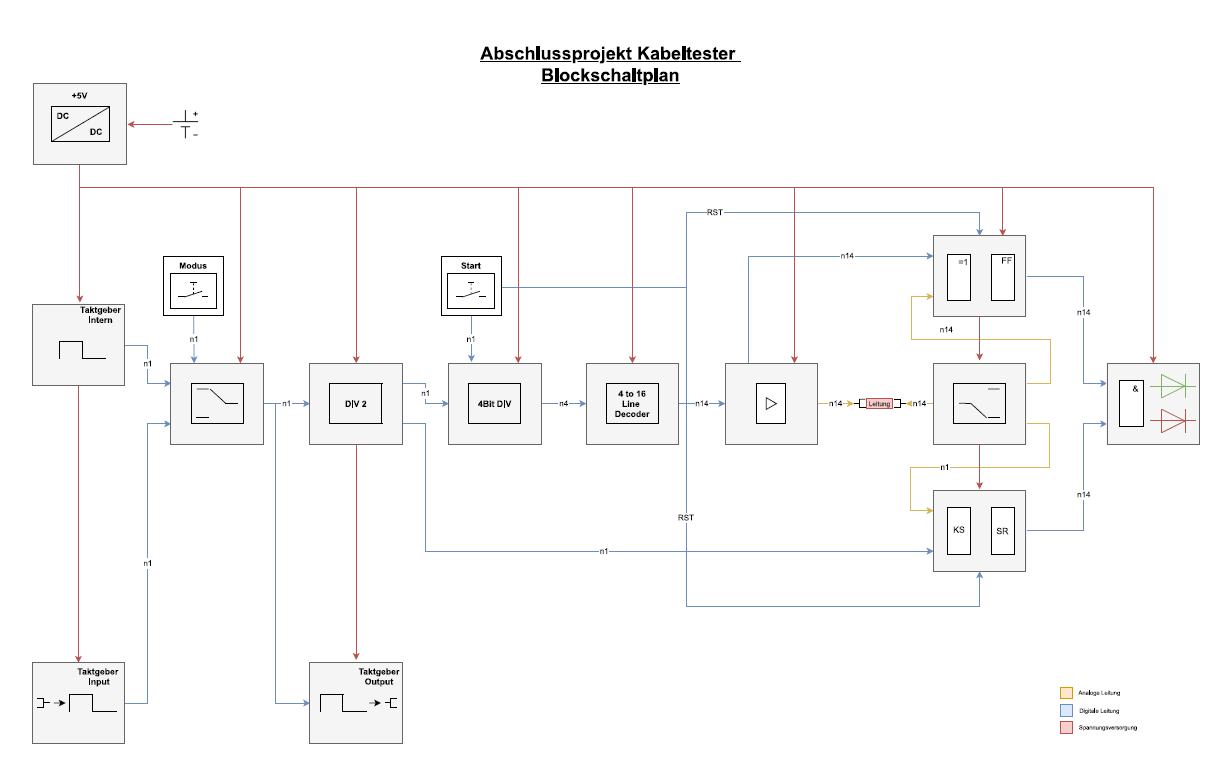 Abschlussprojekt Kabeltester
Blockschaltplan
+5V
DC
DC
+
−
RST
Modus
Start
n14
=1
FF
Taktgeber
Intern
n1
n1
n1
n14
n14
n1
D|V 2
n1
4Bit D|V
n4
4 to 16
Line
Decoder
n14
n14
Leitung
n14
&
n1
n14
RST
KS
SR
n1
n1
Taktgeber
Input
Taktgeber
Output
Analoge Leitung
Digitale Leitung
Spannungsversorgung